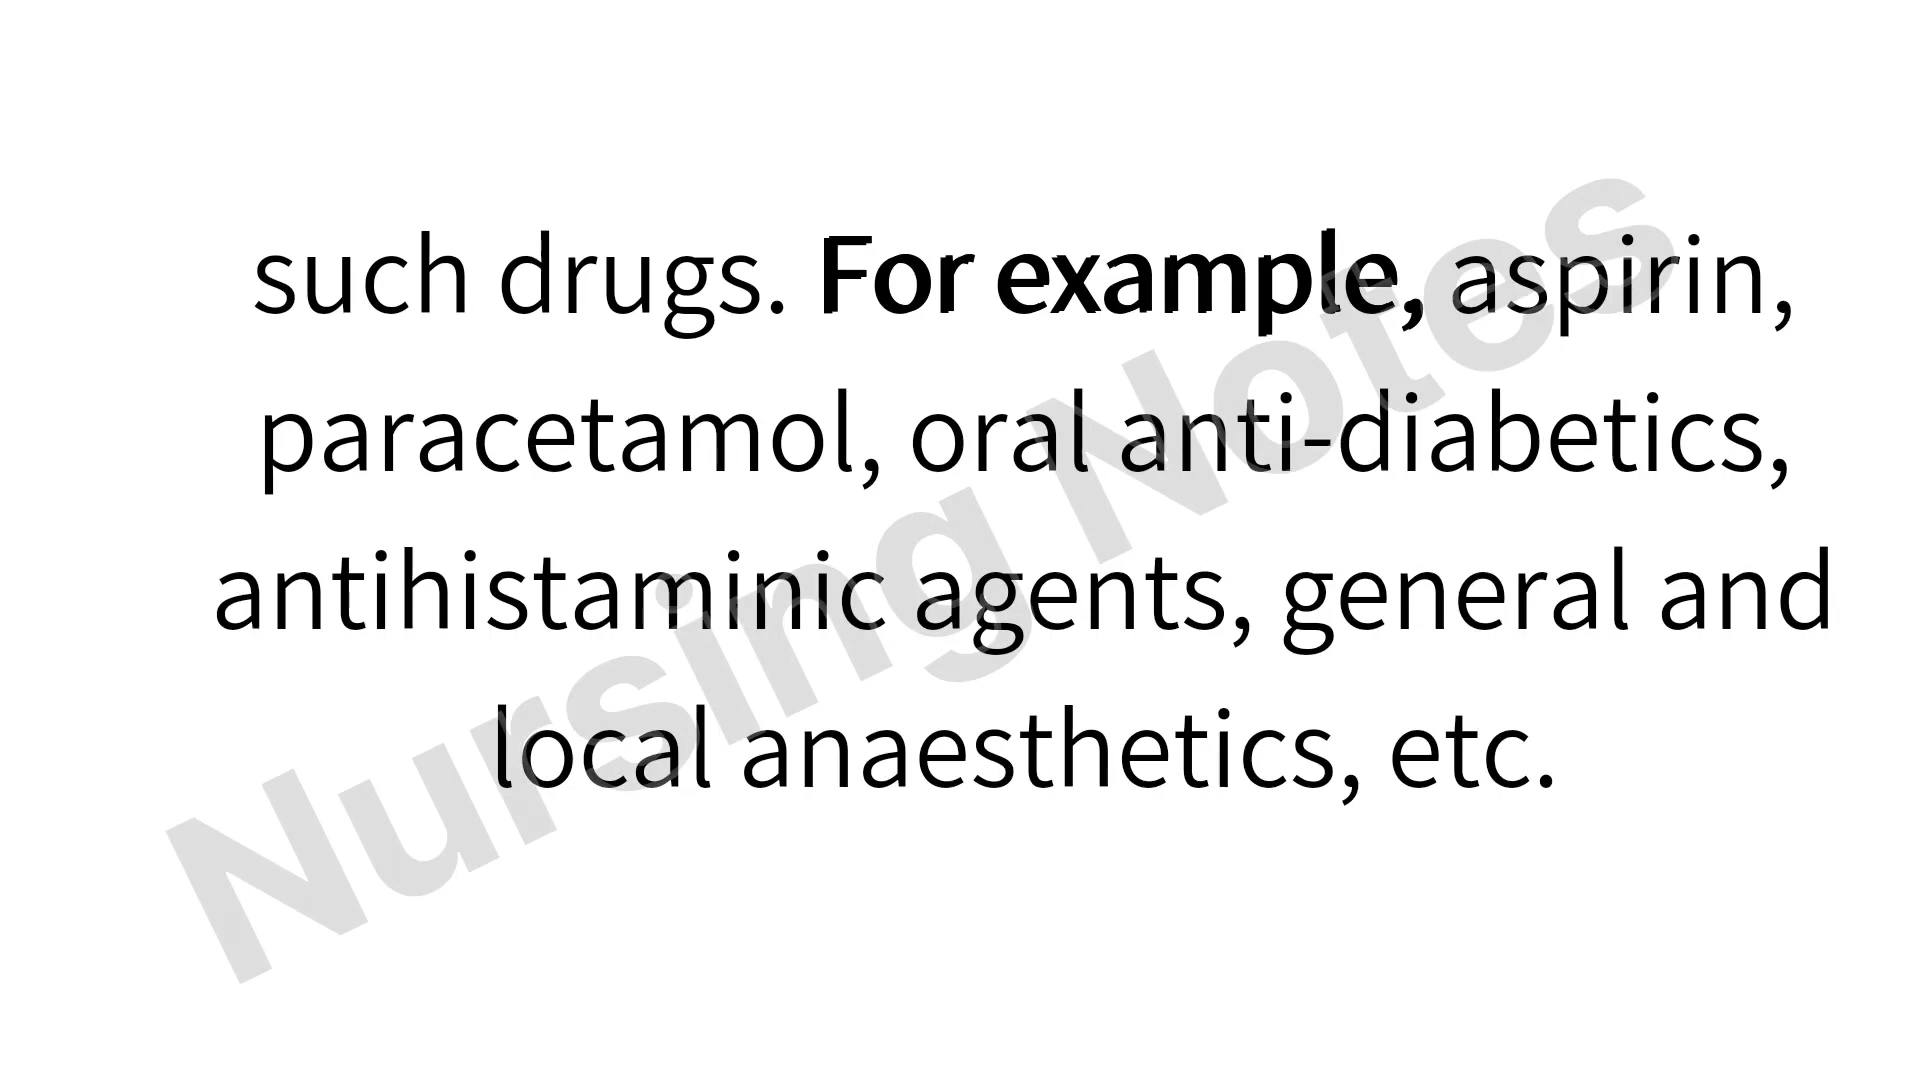 such drugs. For example, aspirin,
paracetamol, oral anti-diabetics,
antihistaminic agents, general and
local anaesthetics, etc.
Nursing Notes